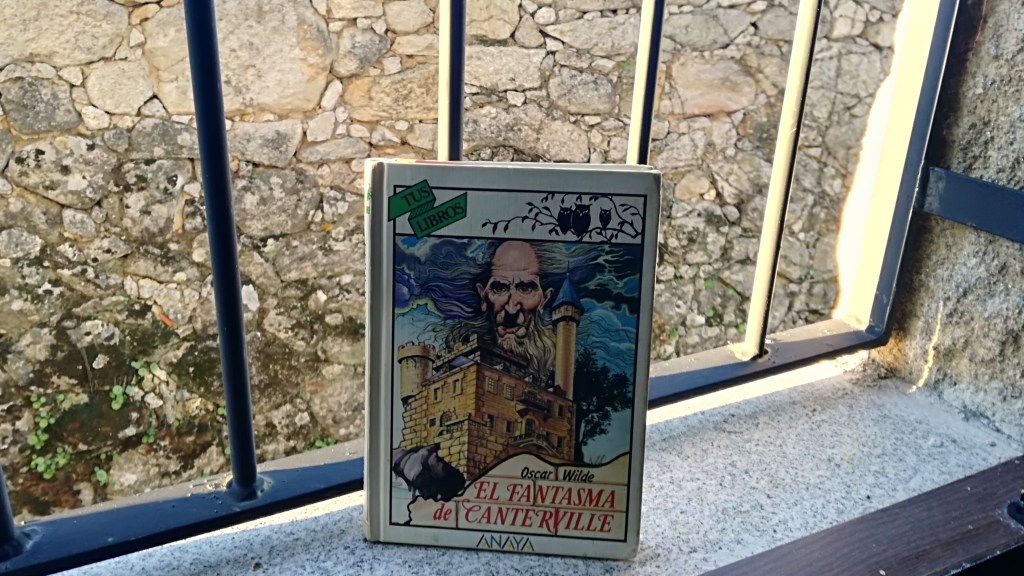 TUS
LIBROS
Oscar Wilde
EL FANTASMA
de CANTERVILLE
ANAYA